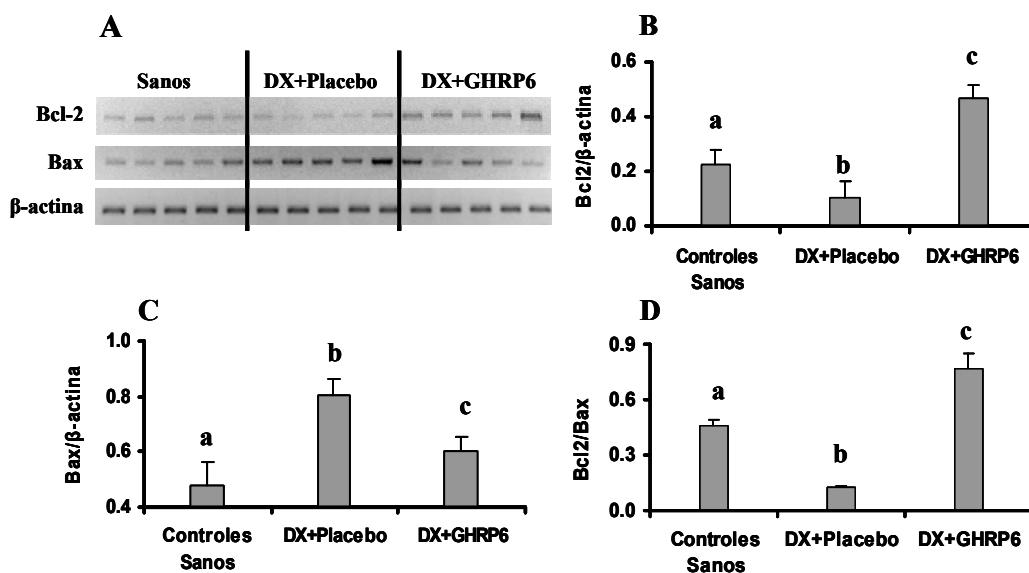 A
Sanos DX+Placebo DX+GHRP6
Bcl-2
Bax
β-actina
B
Bcl2/β-actina
0.6
0.4
0.2
0.0
a
b
c
Controles Sanos
DX+Placebo
DX+GHRP6
C
Bax/β-actina
1.0
0.8
0.6
0.4
a
b
c
Controles Sanos
DX+Placebo
DX+GHRP6
D
Bcl2/Bax
0.9
0.6
0.3
0.0
a
b
c
Controles Sanos
DX+Placebo
DX+GHRP6